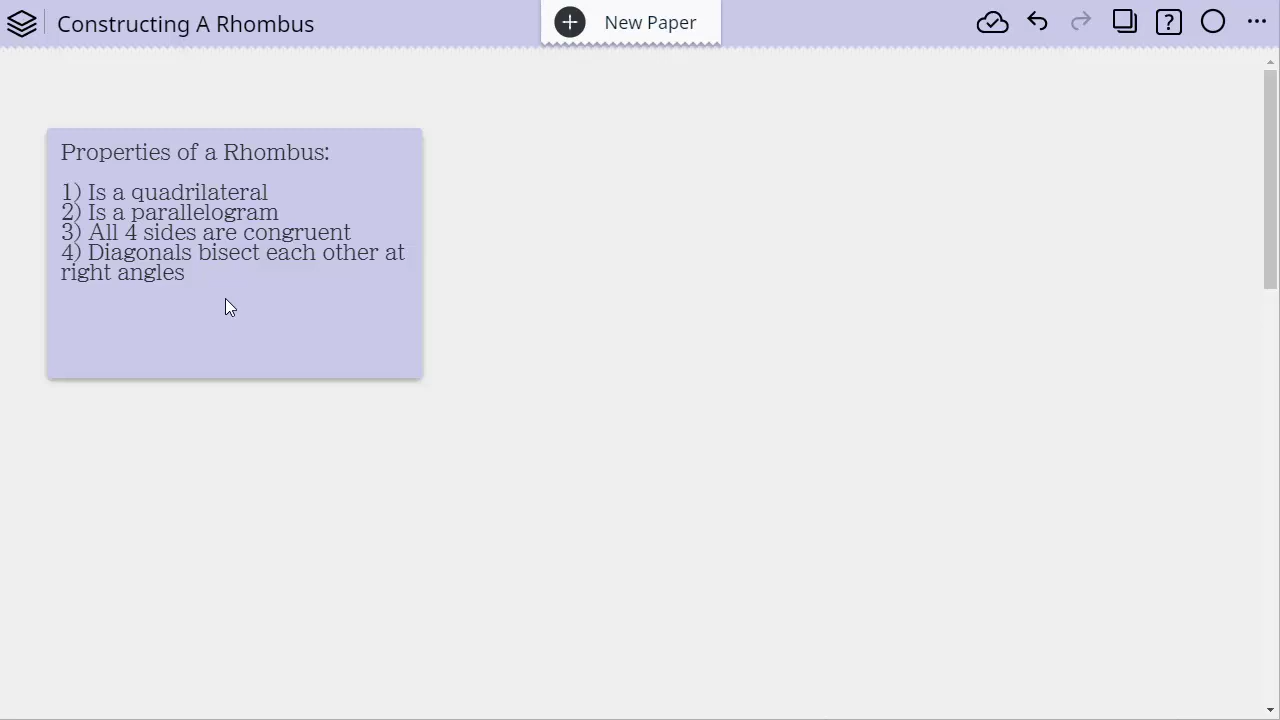 Constructing A Rhombus
New Paper
Properties of a Rhombus:
1) Is a quadrilateral
2) Is a parallelogram
3) All 4 sides are congruent
4) Diagonals bisect each other at
right angles